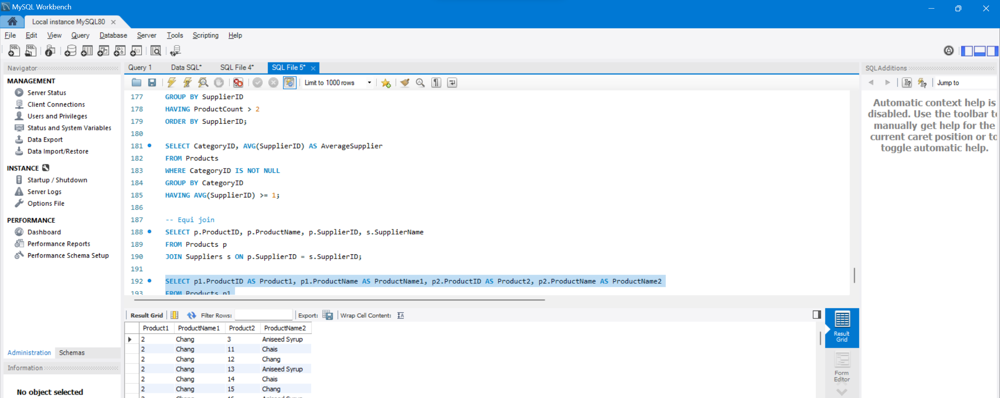 MySQL Workbench
Local instance MySQL80
File Edit View Query Database Server Tools Scripting Help
Navigator
MANAGEMENT
Server Status
Client Connections
Users and Privileges
Status and System Variables
Data Export
Data Import/Restore
INSTANCE
Startup / Shutdown
Server Logs
Options File
PERFORMANCE
Dashboard
Performance Reports
Performance Schema Setup
Administration Schemas
Information
No object selected
Query 1 Data SQL* SQL File 4* SQL File 5*
Limit to 1000 rows
177 GROUP BY SupplierID
178 HAVING ProductCount > 2
179 ORDER BY SupplierID;
180
181 SELECT CategoryID, AVG(SupplierID) AS AverageSupplier
182 FROM Products
183 WHERE CategoryID IS NOT NULL
184 GROUP BY CategoryID
185 HAVING AVG(SupplierID) >= 1;
186
187 -- Equi join
188 SELECT p.ProductID, p.ProductName, p.SupplierID, s.SupplierName
189 FROM Products p
190 JOIN Suppliers s ON p.SupplierID = s.SupplierID;
191
192 SELECT p1.ProductID AS Product1, p1.ProductName AS ProductName1, p2.ProductID AS Product2, p2.ProductName AS ProductName2
193 FROM Products p1
Result Grid Filter Rows: Export: Wrap Cell Content:
Product1 ProductName1 Product2 ProductName2
2 Chang 3 Aniseed Syrup
2 Chang 11 Chais
2 Chang 12 Chang
2 Chang 13 Aniseed Syrup
2 Chang 14 Chais
2 Chang 15 Chang
Result
Grid
Form
Editor
SQLAdditions
Jump to
Automatic context help is
disabled. Use the toolbar to
manually get help for the
current caret position or to
toggle automatic help.